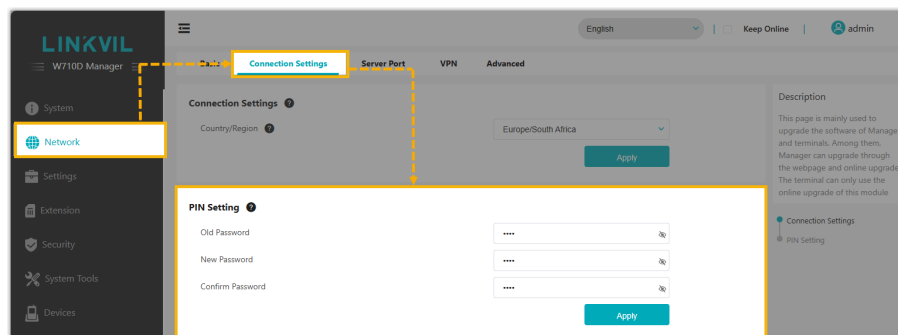 LINKVIL
W710D Manager
System
Network
Settings
Extension
Security
System Tools
Devices
English
Keep Online
admin
Connection Settings
Server Port
VPN
Advanced
Connection Settings
Country/Region
Europe/South Africa
Apply
PIN Setting
Old Password
••••
New Password
••••
Confirm Password
••••
Apply
Description
This page is mainly used to
upgrade the software of Manage
and terminals. Among them,
Manager can upgrade through
the webpage and online upgrade
The terminal can only use the
online upgrade of this module
Connection Settings
PIN Setting